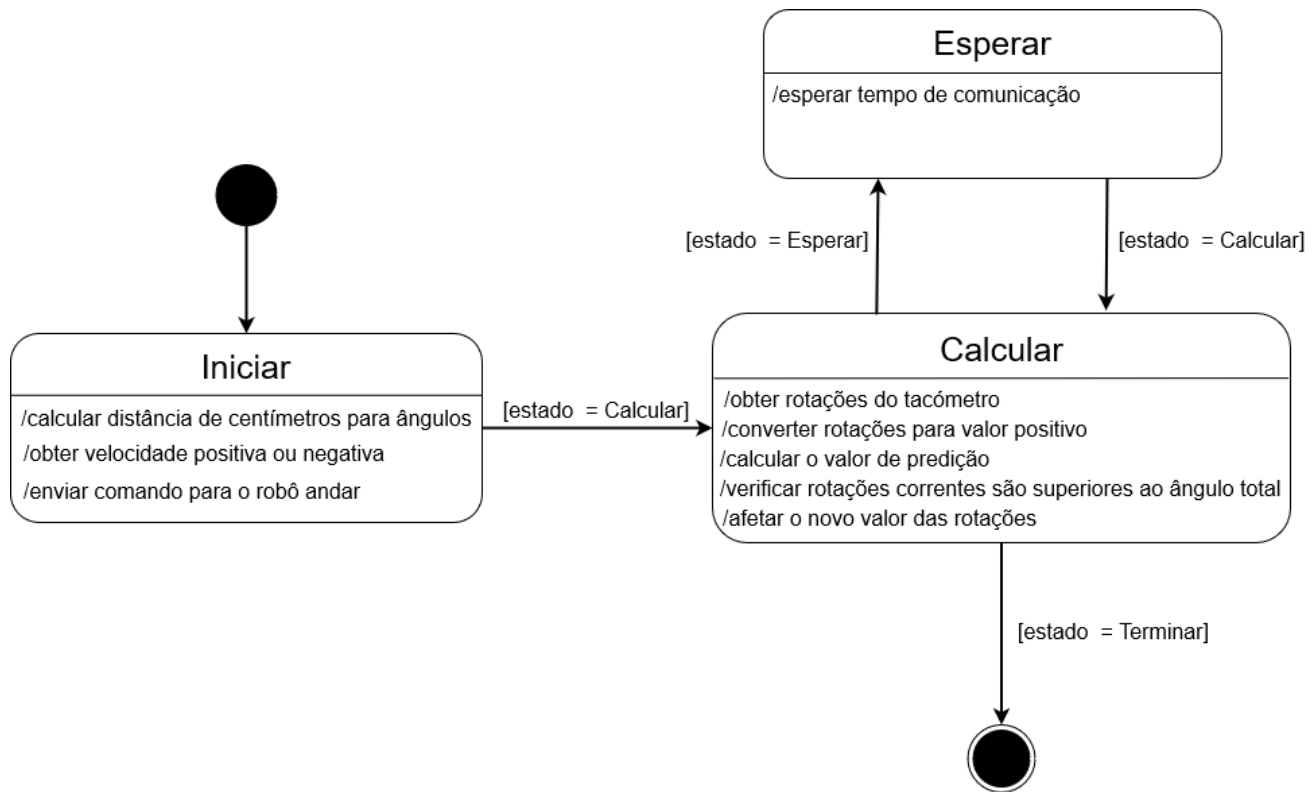 Esperar
/esperar tempo de comunicação
[estado = Esperar]
[estado = Calcular]
Iniciar
/calcular distância de centímetros para ângulos
/obter velocidade positiva ou negativa
/enviar comando para o robô andar
[estado = Calcular]
Calcular
/obter rotações do tacómetro
/converter rotações para valor positivo
/calcular o valor de predição
/verificar rotações correntes são superiores ao ângulo total
/afetar o novo valor das rotações
[estado = Terminar]